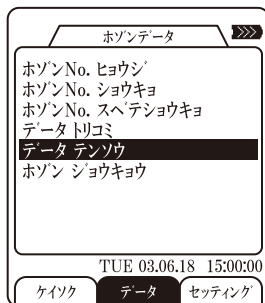 ホゾンデータ
>>>
ホゾンNo. ヒョウジ
ホゾンNo. ショウキョ
ホゾンNo. スベテショウキョ
データ トリコミ
データ テンソウ
ホゾン ジョウキョウ
TUE 03.06.18 15:00:00
ケイソク データ セッティング